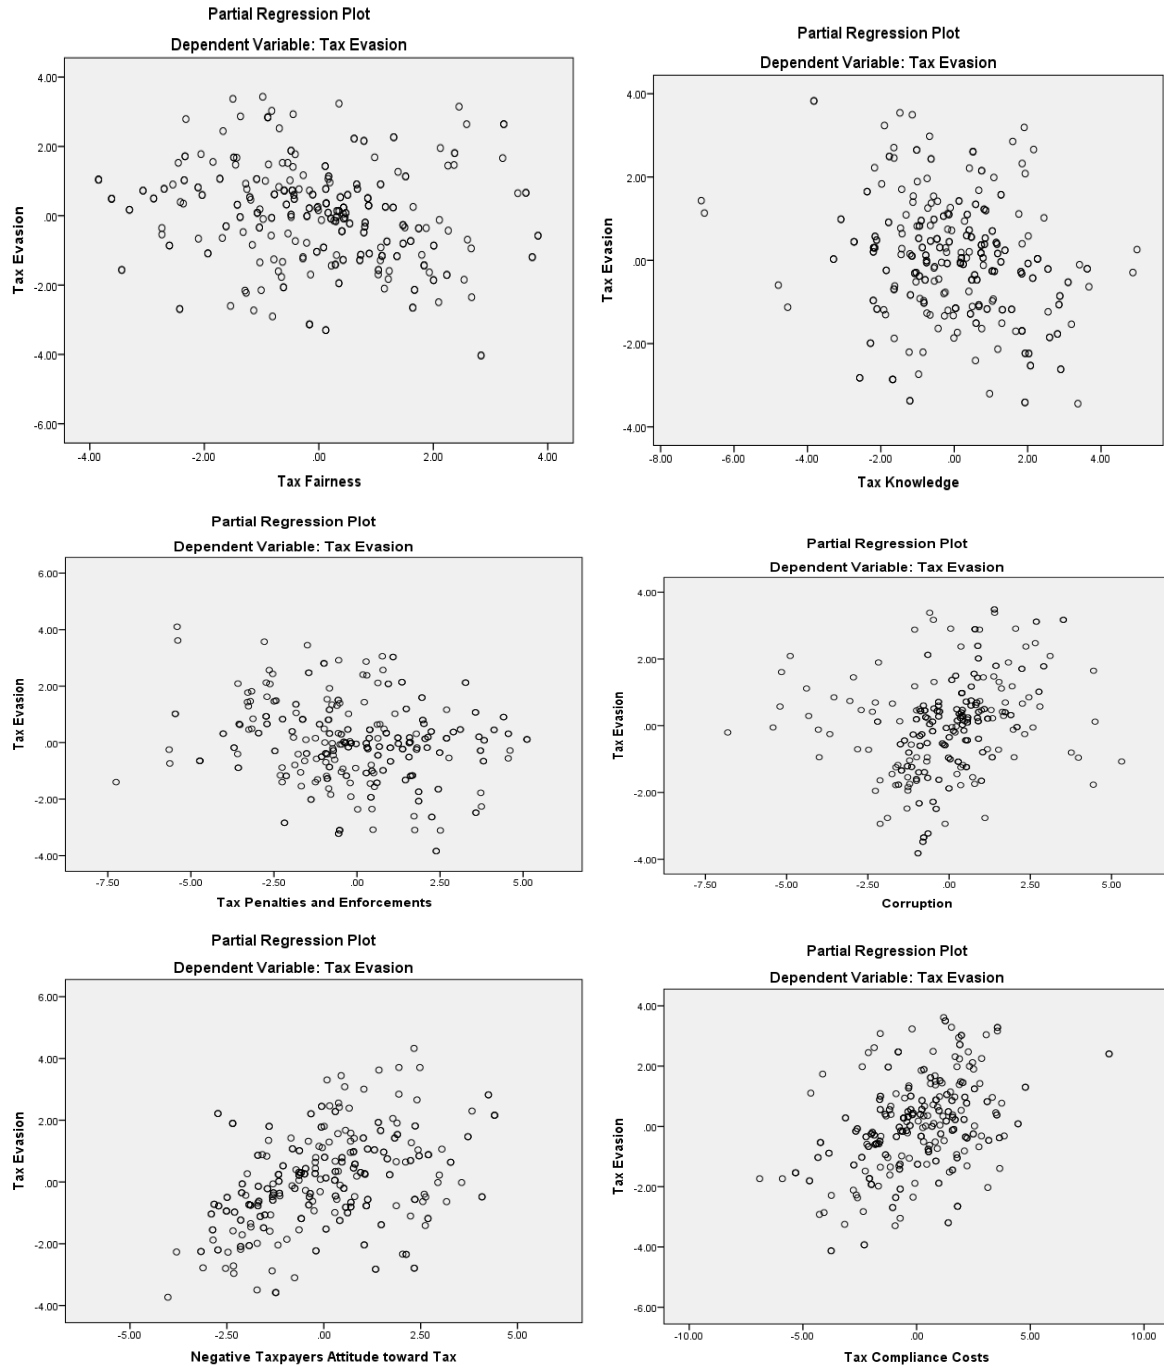 Partial Regression Plot
Dependent Variable: Tax Evasion
Tax Evasion
4.00
2.00
.00
-2.00
-4.00
-6.00
-4.00 -2.00 .00 2.00 4.00
Tax Fairness
Partial Regression Plot
Dependent Variable: Tax Evasion
Tax Evasion
4.00
2.00
.00
-2.00
-4.00
-8.00 -6.00 -4.00 -2.00 .00 2.00 4.00
Tax Knowledge
Partial Regression Plot
Dependent Variable: Tax Evasion
Tax Evasion
6.00
4.00
2.00
.00
-2.00
-4.00
-7.50 -5.00 -2.50 .00 2.50 5.00
Tax Penalties and Enforcements
Partial Regression Plot
Dependent Variable: Tax Evasion
Tax Evasion
4.00
2.00
.00
-2.00
-4.00
-7.50 -5.00 -2.50 .00 2.50 5.00
Corruption
Partial Regression Plot
Dependent Variable: Tax Evasion
Tax Evasion
6.00
4.00
2.00
.00
-2.00
-4.00
-5.00 -2.50 .00 2.50 5.00
Negative Taxpayers Attitude toward Tax
Partial Regression Plot
Dependent Variable: Tax Evasion
Tax Evasion
4.00
2.00
.00
-2.00
-4.00
-6.00
-10.00 -5.00 .00 5.00 10.00
Tax Compliance Costs